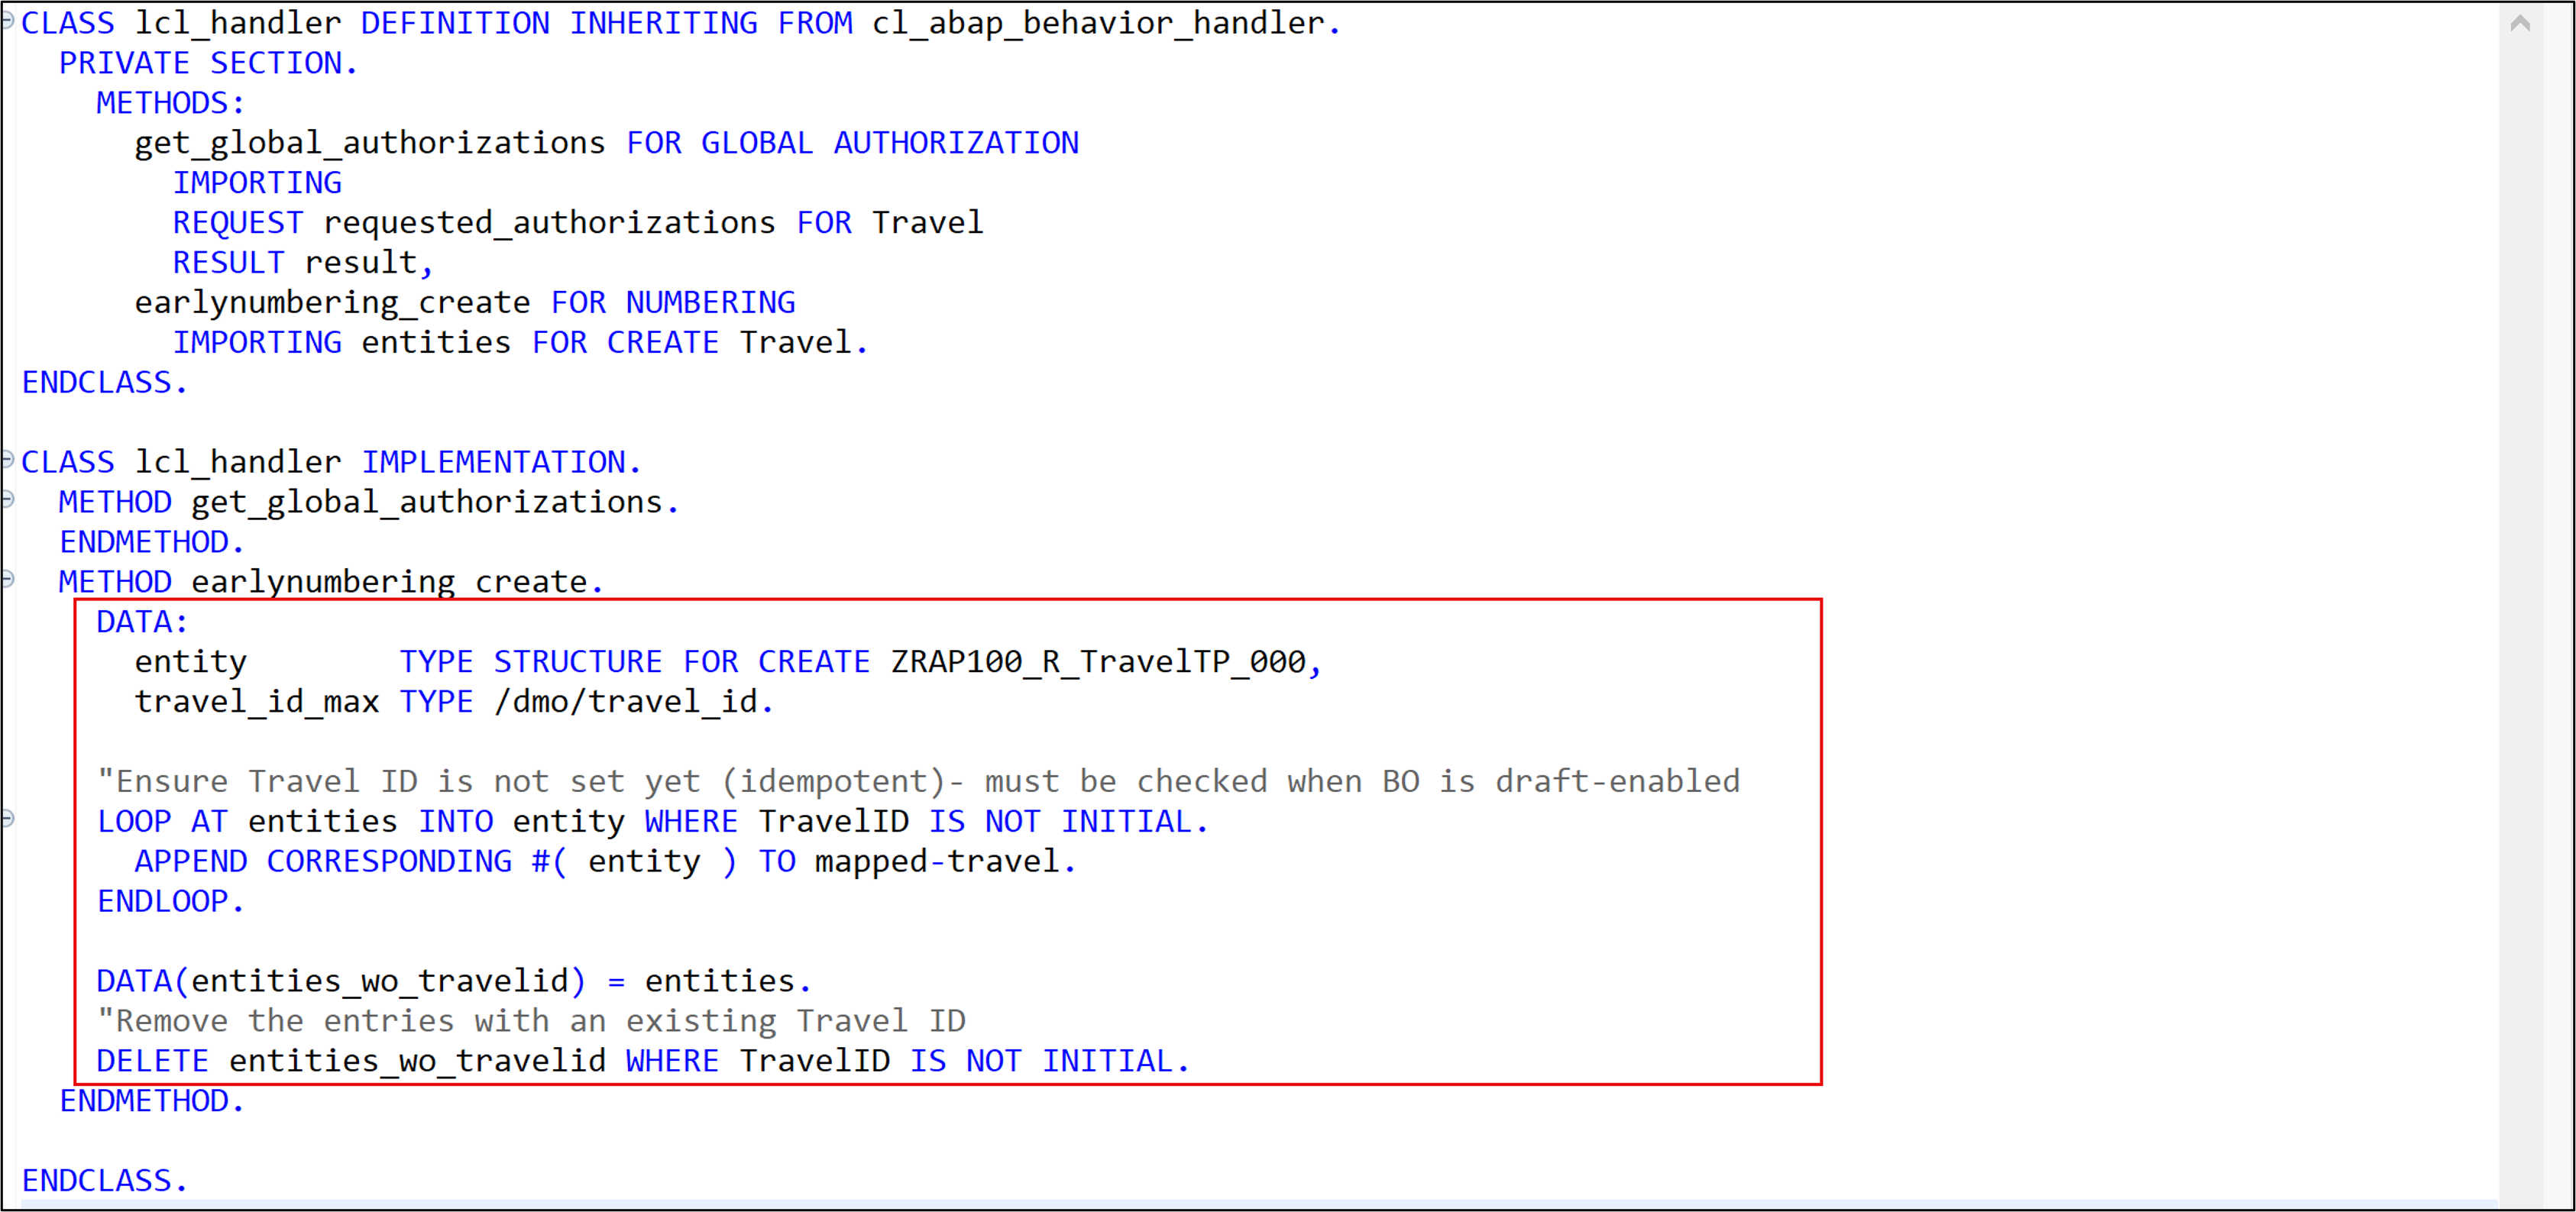 CLASS lcl_handler DEFINITION INHERITING FROM cl_abap_behavior_handler.
PRIVATE SECTION.
METHODS:
get_global_authorizations FOR GLOBAL AUTHORIZATION
IMPORTING
REQUEST requested_authorizations FOR Travel
RESULT result,
earlynumbering_create FOR NUMBERING
IMPORTING entities FOR CREATE Travel.
ENDCLASS.
CLASS lcl_handler IMPLEMENTATION.
METHOD get_global_authorizations.
ENDMETHOD.
METHOD earlynumbering_create.
DATA:
entity TYPE STRUCTURE FOR CREATE ZRAP100_R_TravelTP_000,
travel_id_max TYPE /dmo/travel_id.
"Ensure Travel ID is not set yet (idempotent)- must be checked when BO is draft-enabled
LOOP AT entities INTO entity WHERE TravelID IS NOT INITIAL.
APPEND CORRESPONDING #( entity ) TO mapped-travel.
ENDLOOP.
DATA(entities_wo_travelid) = entities.
"Remove the entries with an existing Travel ID
DELETE entities_wo_travelid WHERE TravelID IS NOT INITIAL.
ENDMETHOD.
ENDCLASS.